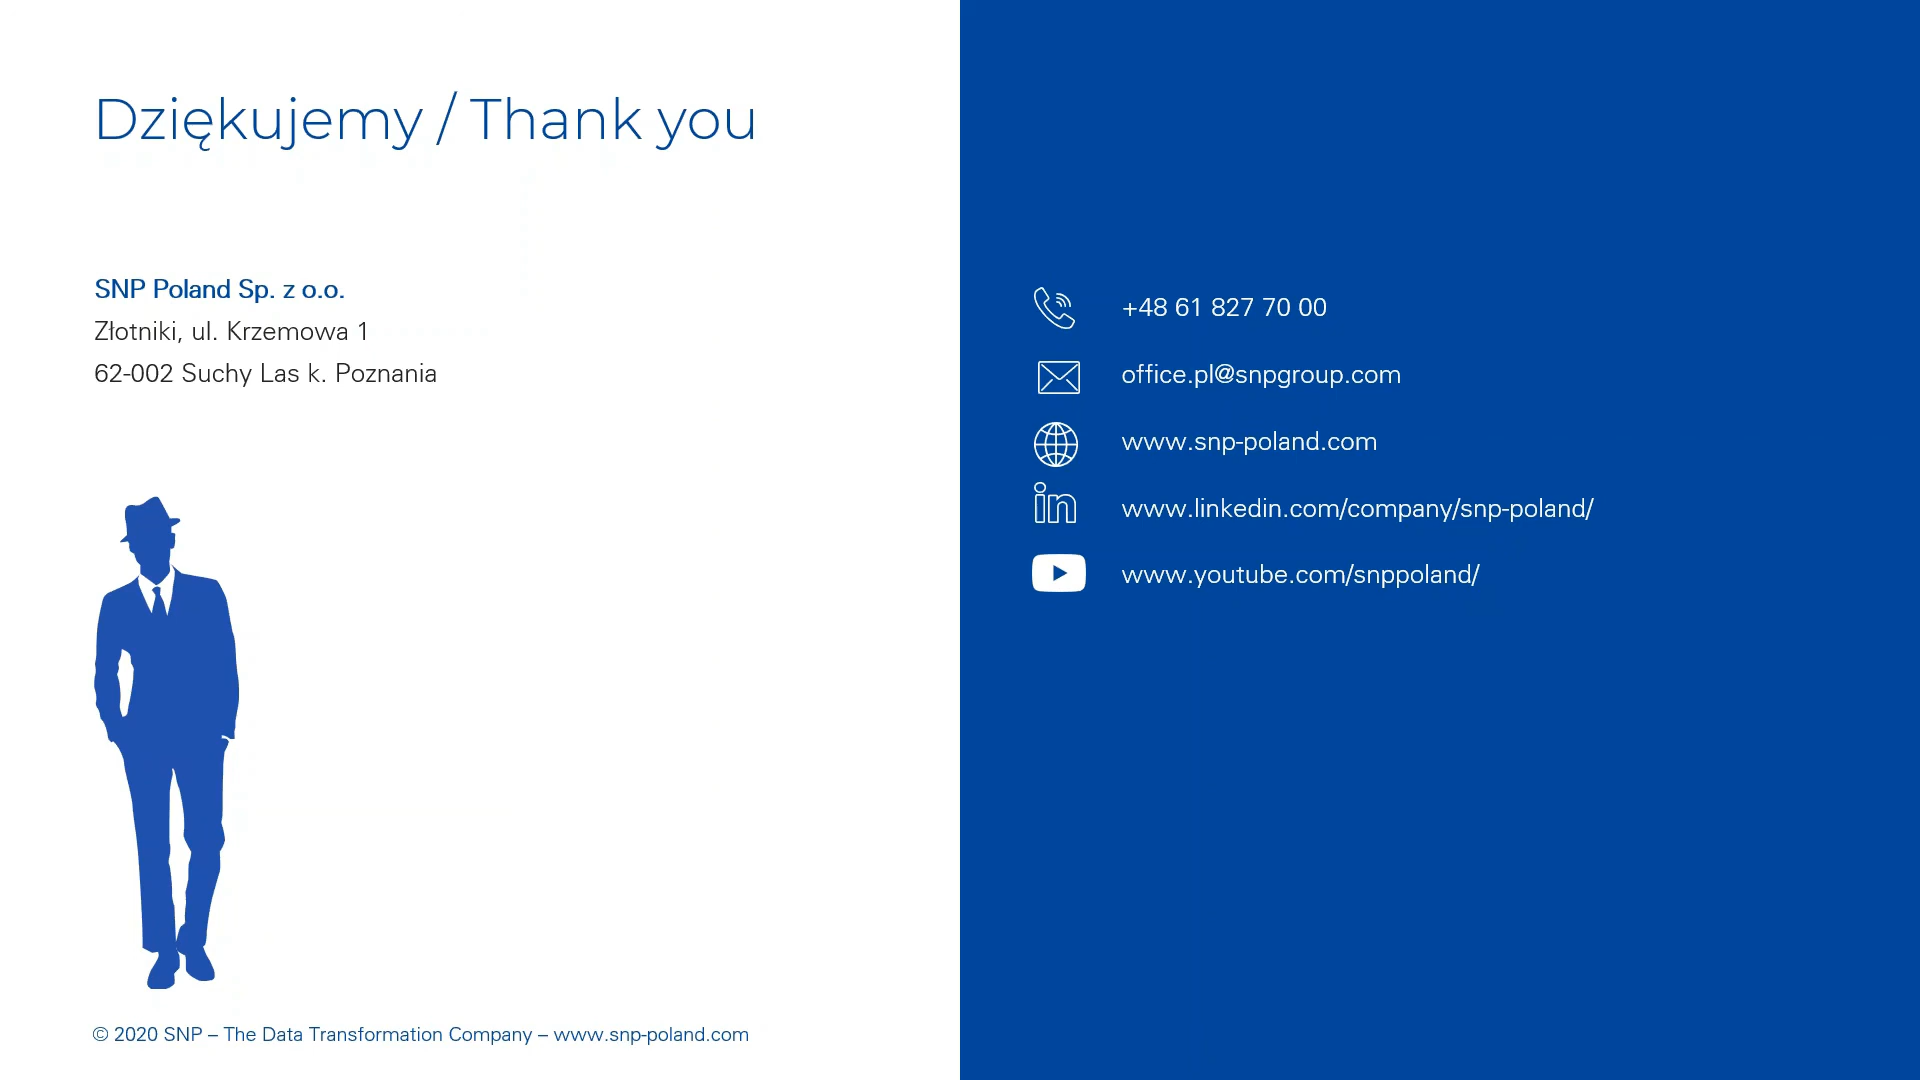 Dziękujemy / Thank you
SNP Poland Sp. z o.o.
Złotniki, ul. Krzemowa 1
62-002 Suchy Las k. Poznania
+48 61 827 70 00
office.pl@snpgroup.com
www.snp-poland.com
in
www.linkedin.com/company/snp-poland/
www.youtube.com/snppoland/
© 2020 SNP – The Data Transformation Company – www.snp-poland.com